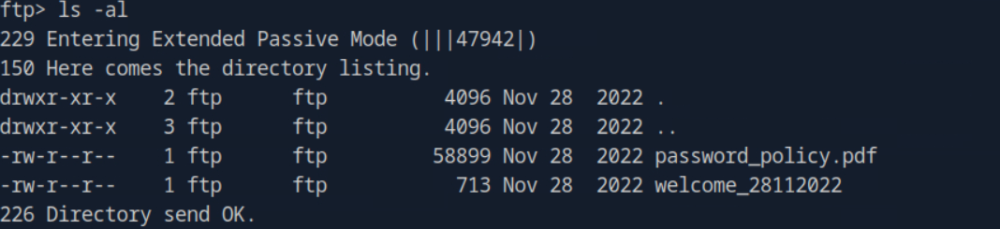 ftp> ls -al
229 Entering Extended Passive Mode (|||47942|)
150 Here comes the directory listing.
drwxr-xr-x    2 ftp      ftp          4096 Nov 28  2022 .
drwxr-xr-x    3 ftp      ftp          4096 Nov 28  2022 ..
-rw-r--r--    1 ftp      ftp         58899 Nov 28  2022 password_policy.pdf
-rw-r--r--    1 ftp      ftp           713 Nov 28  2022 welcome_28112022
226 Directory send OK.